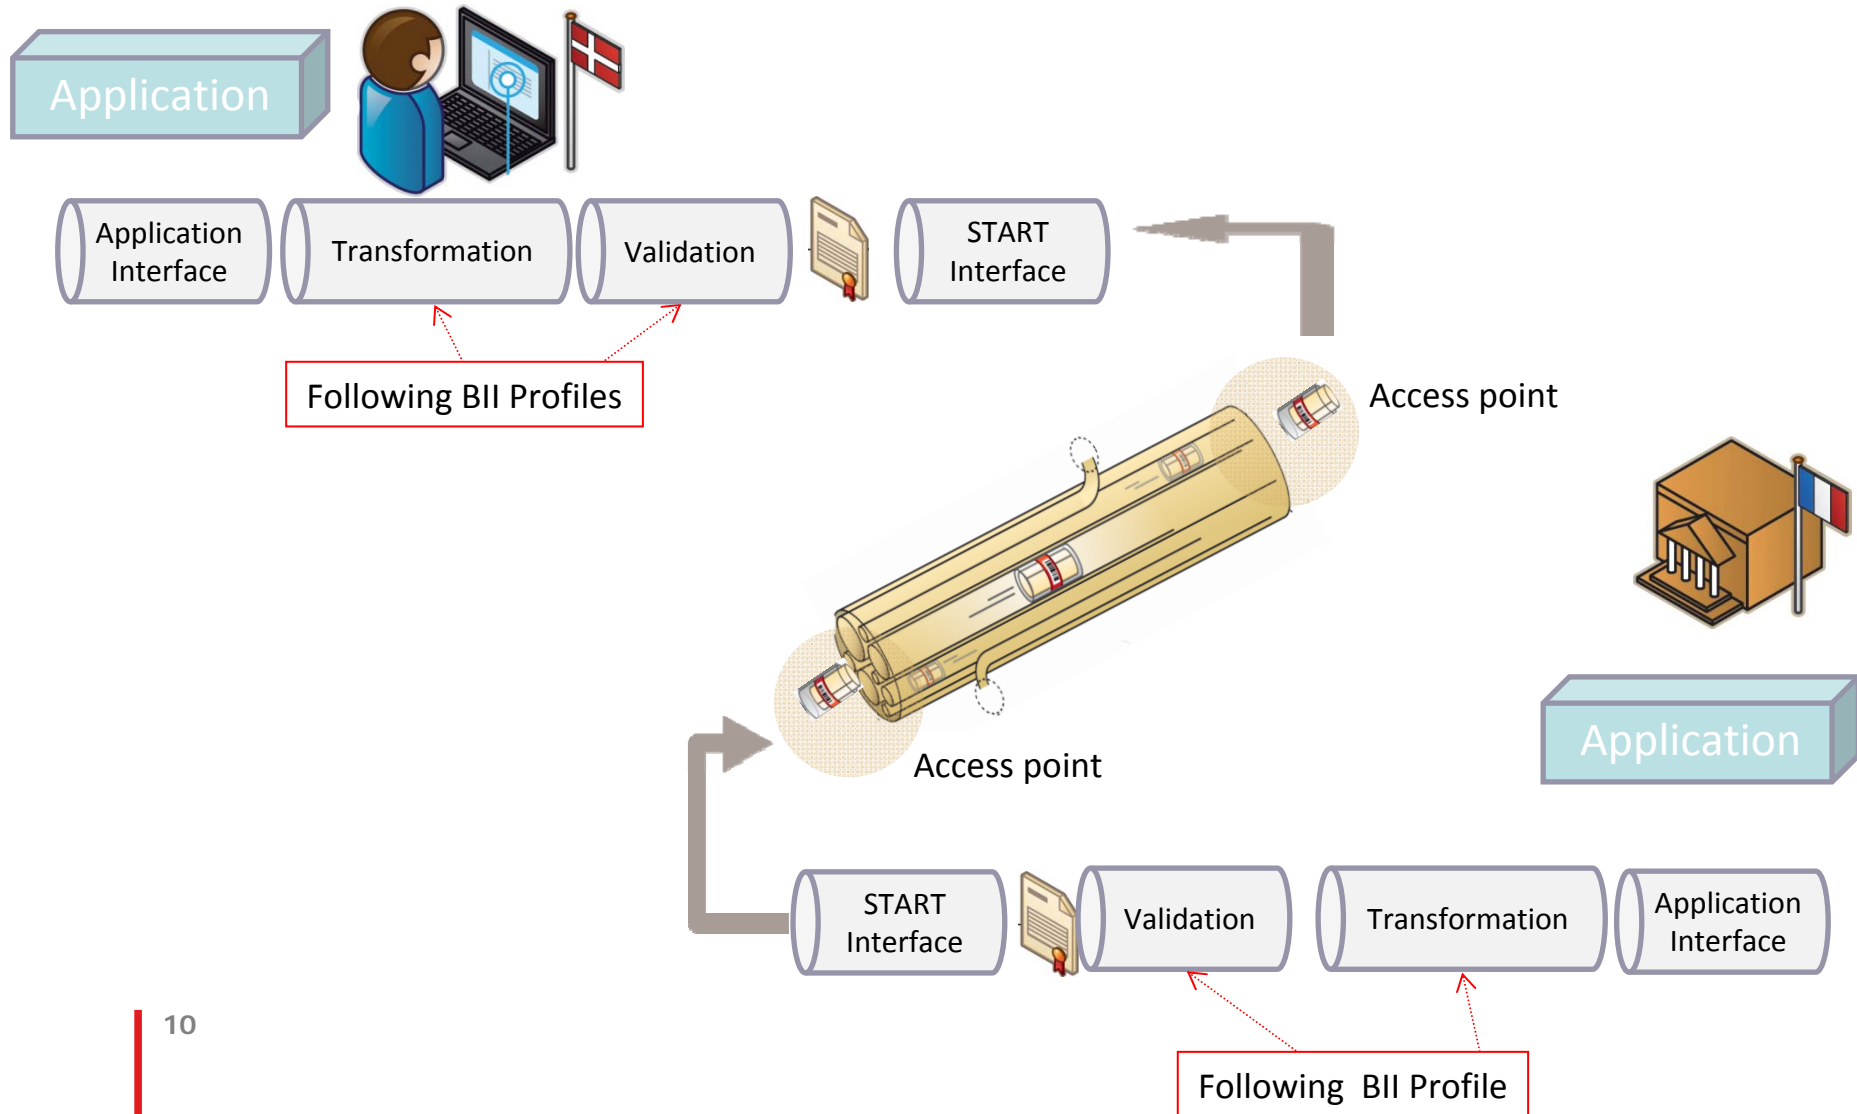 Application
Application
Interface
Transformation
Validation
START
Interface
Following BII Profiles
Access point
Access point
Application
START
Interface
Validation
Transformation
Application
Interface
10
Following  BII Profile